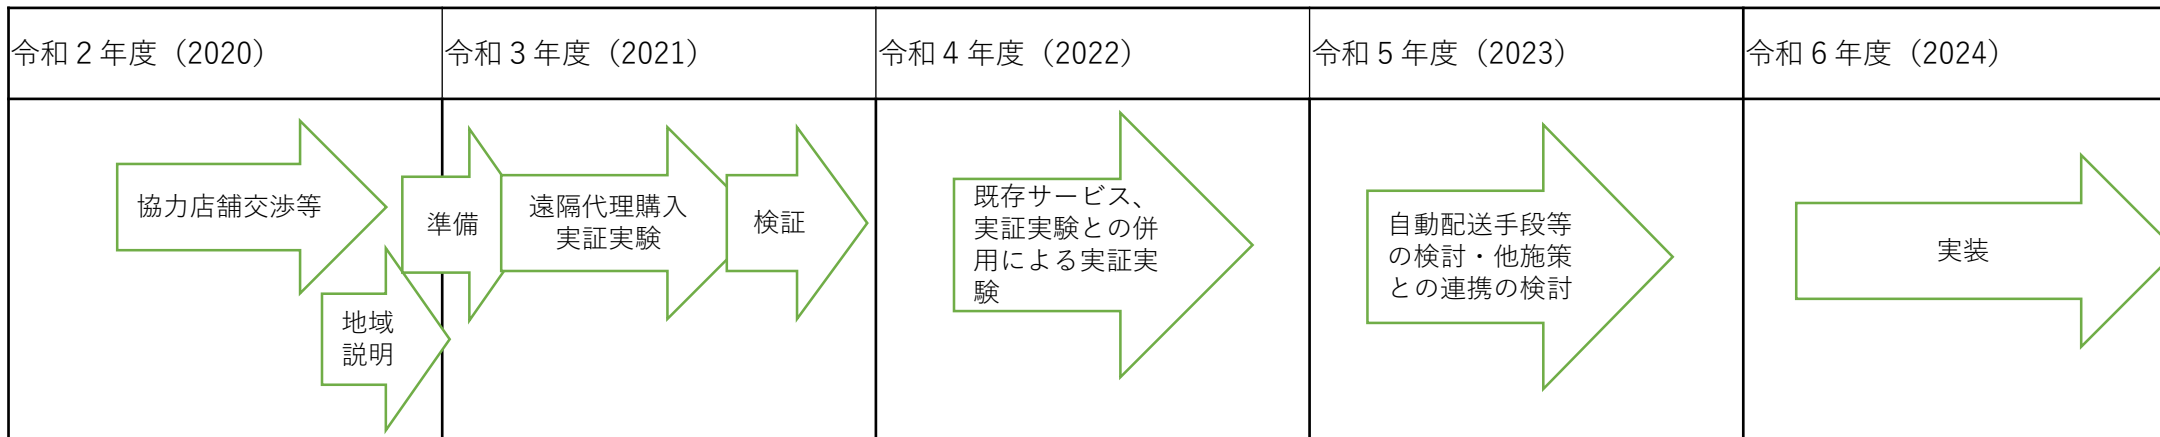 令和２年度（2020）
令和３年度（2021）
令和４年度（2022）
令和５年度（2023）
令和６年度（2024）
協力店舗交渉等
地域
説明
準備
遠隔代理購入
実証実験
検証
既存サービス、
実証実験との併
用による実証実
験
自動配送手段等
の検討・他施策
との連携の検討
実装